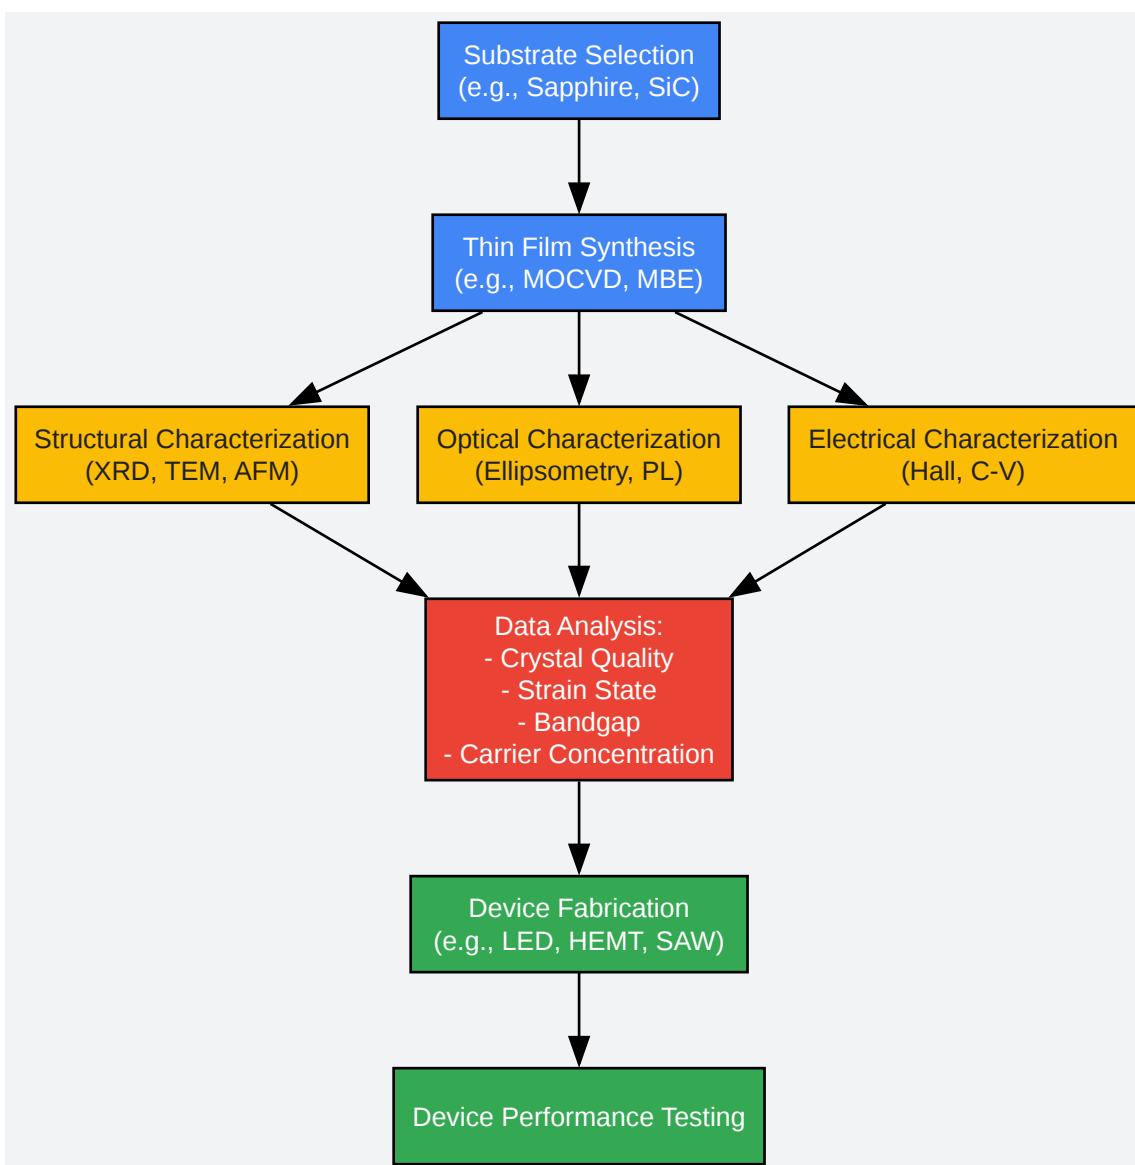 Substrate Selection
(e.g., Sapphire, SiC)
Thin Film Synthesis
(e.g., MOCVD, MBE)
Structural Characterization
(XRD, TEM, AFM)
Optical Characterization
(Ellipsometry, PL)
Electrical Characterization
(Hall, C-V)
Data Analysis:
- Crystal Quality
- Strain State
- Bandgap
- Carrier Concentration
Device Fabrication
(e.g., LED, HEMT, SAW)
Device Performance Testing